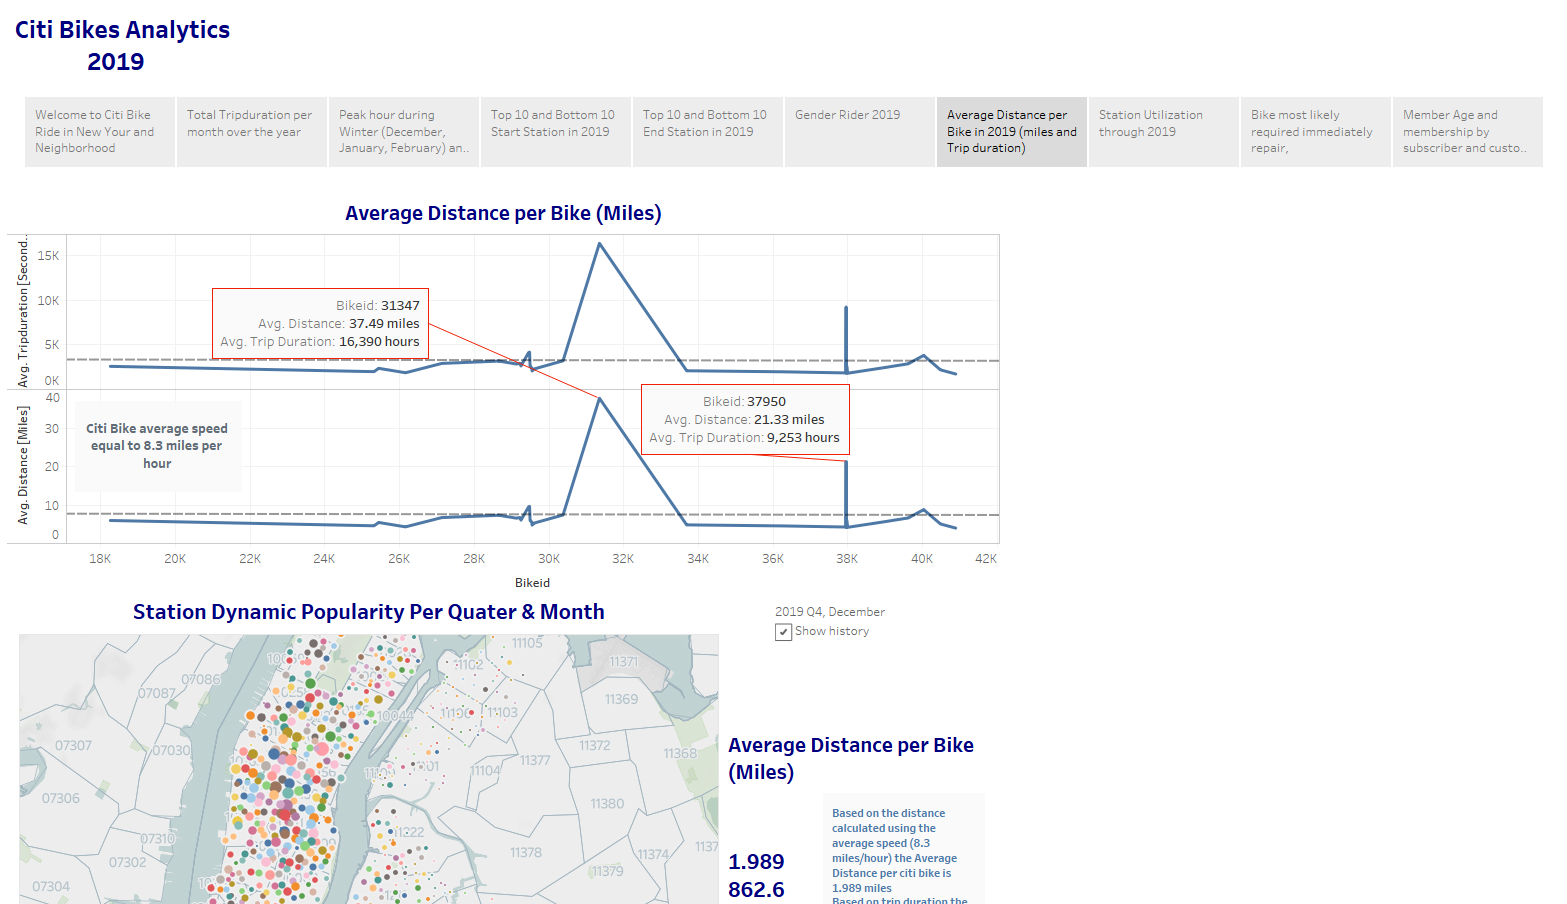 Citi Bikes Analytics
2019
Welcome to Citi Bike
Ride in New Your and
Neighborhood
Total Tripduration per
month over the year
Peak hour during
Winter (December,
January, February) an..
Top 10 and Bottom 10
Start Station in 2019
Top 10 and Bottom 10
End Station in 2019
Gender Rider 2019
Average Distance per
Bike in 2019 (miles and
Trip duration)
Station Utilization
through 2019
Bike most likely
required immediately
repair,
Member Age and
membership by
subscriber and custo..
Average Distance per Bike (Miles)
Avg. Tripduration [Second..
15K
10K
5K
0K
Bikeid: 31347
Avg. Distance: 37.49 miles
Avg. Trip Duration: 16,390 hours
Avg. Distance [Miles]
40
30
20
10
0
Bikeid: 37950
Avg. Distance: 21.33 miles
Avg. Trip Duration: 9,253 hours
Citi Bike average speed
equal to 8.3 miles per
hour
18K 20K 22K 24K 26K 28K 30K 32K 34K 36K 38K 40K 42K
Bikeid
Station Dynamic Popularity Per Quater & Month
2019 Q4, December
Show history
11105
11102
11371
07086
07087
11369
10044
11103
07307
07030
11372
11368
11377
11104
07306
11380
07310
11222
07302
11378
11374
11379
07304
Average Distance per Bike
(Miles)
1.989
862.6
Based on the distance
calculated using the
average speed (8.3
miles/hour) the Average
Distance per citi bike is
1.989 miles
Based on trip duration the